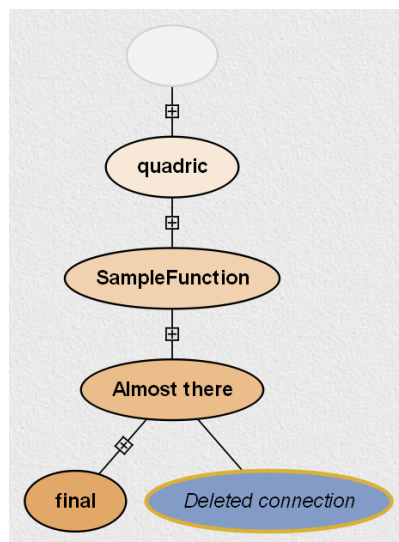 quadric
SampleFunction
Almost there
final
Deleted connection